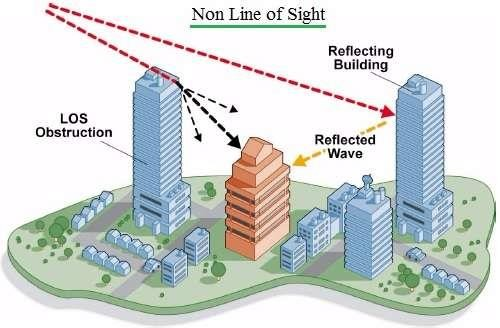 Non Line of Sight
Reflecting
Building
LOS
Obstruction
Reflected
Wave